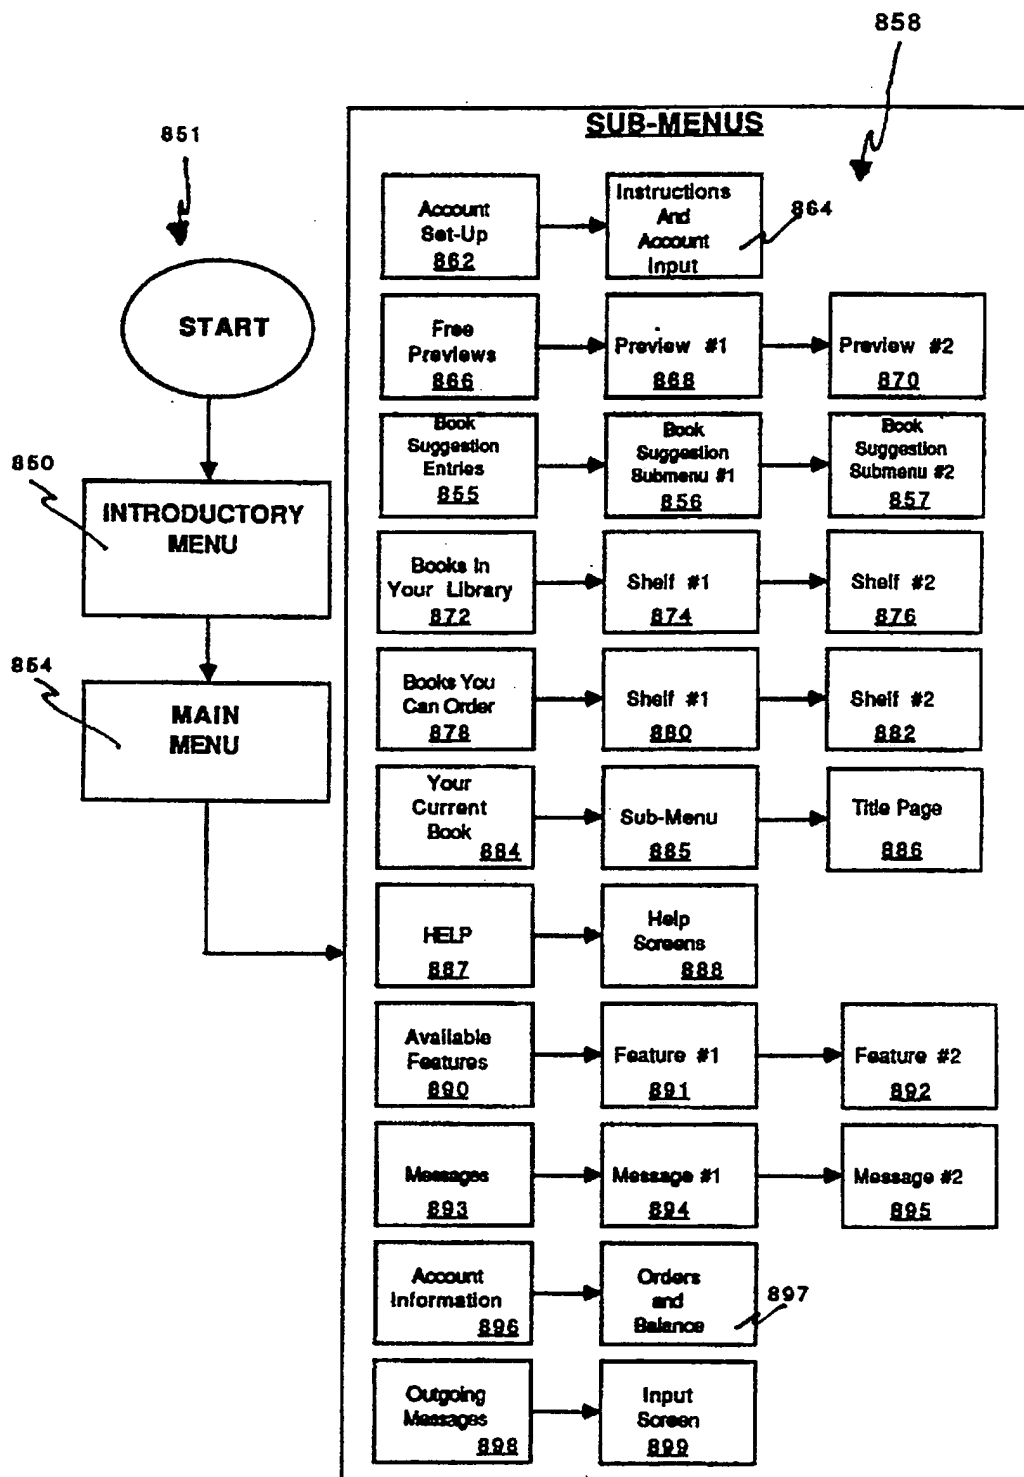 858
851
SUB-MENUS
START
850
INTRODUCTORY
MENU
854
MAIN
MENU
Account
Set-Up
862
Instructions
And
Account
Input
864
Free
Previews
866
Preview #1
868
Preview #2
870
Book
Suggestion
Entries
855
Book
Suggestion
Submenu #1
856
Book
Suggestion
Submenu #2
857
Books In
Your Library
872
Shelf #1
874
Shelf #2
876
Books You
Can Order
878
Shelf #1
880
Shelf #2
882
Your
Current
Book
884
Sub-Menu
885
Title Page
886
HELP
887
Help
Screens
888
Available
Features
890
Feature #1
891
Feature #2
892
Messages
893
Message #1
894
Message #2
895
Account
Information
896
Orders
and
Balance
897
Outgoing
Messages
898
Input
Screen
899